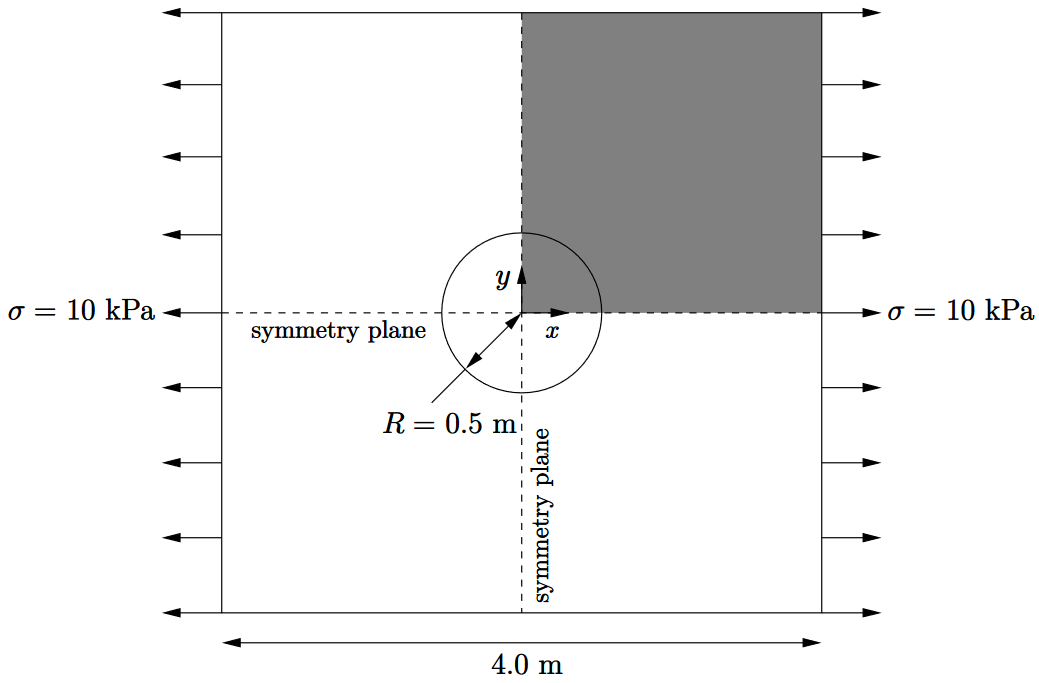 y
σ = 10 kPa
σ = 10 kPa
symmetry plane
x
R = 0.5 m
symmetry plane
4.0 m